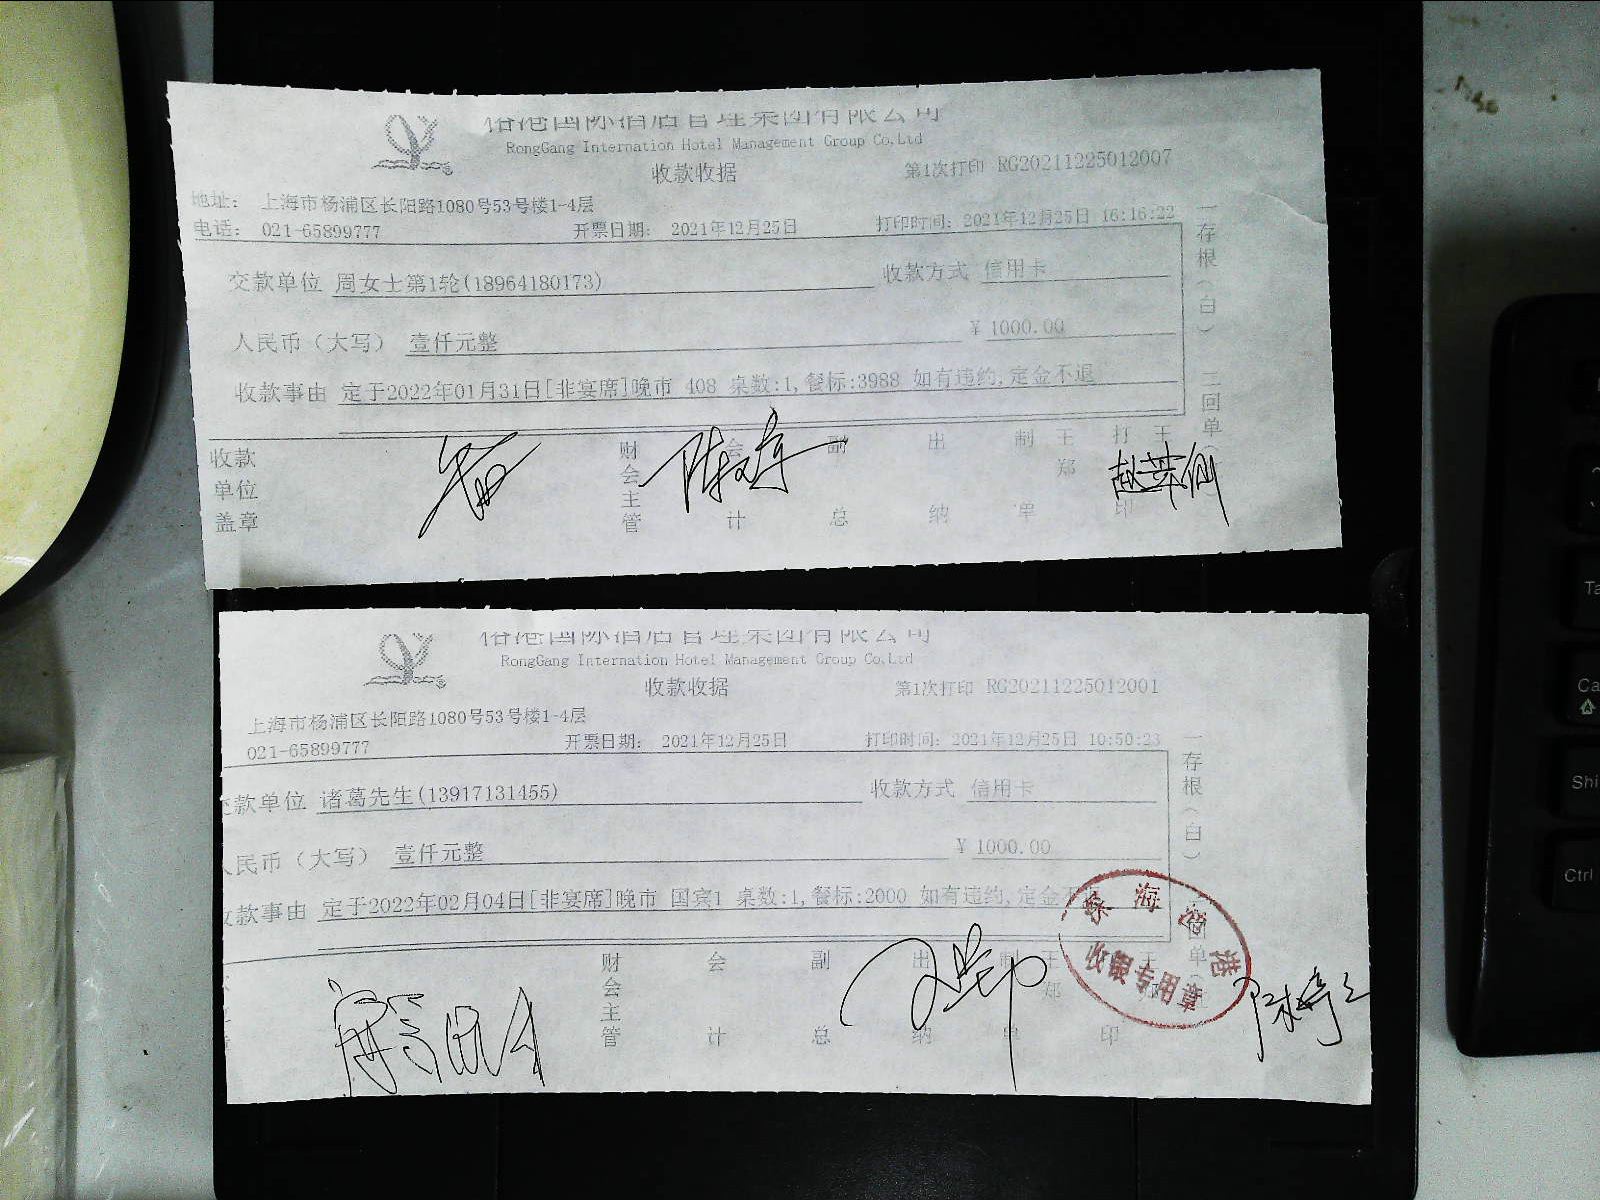 国际酒店管理集团有限公司
RongGang Internation Hotel Management Group Co,Ltd
收款收据
第1次打印 RG20211225012007
地址： 上海市杨浦区长阳路1080号53号楼1-4层
电话： 021-65899777
开票日期： 2021年12月25日
打印时间：2021年12月25日 16:16:22
交款单位 周女士第1轮(18964180173)
收款方式 信用卡
人民币（大写） 壹仟元整
¥ 1000.00
收款事由 定于2022年01月31日[非宴席]晚市 408 桌数:1,餐标:3988 如有违约,定金不退
一存根（白） 二回单（
收款单位盖章
财会主管
会计
副总
出纳
制单
王郑
打印
王
国际酒店管理集团有限公司
RongGang Internation Hotel Management Group Co,Ltd
收款收据
第1次打印 RG20211225012001
上海市杨浦区长阳路1080号53号楼1-4层
021-65899777
开票日期： 2021年12月25日
打印时间：2021年12月25日 10:50:23
交款单位 诸葛先生(13917131455)
收款方式 信用卡
人民币（大写） 壹仟元整
¥ 1000.00
收款事由 定于2022年02月04日[非宴席]晚市 国宾1 桌数:1,餐标:2000 如有违约,定金不退
一存根（白）
单（
财会主管
会计
副总
出纳
制单
王郑
印
王
收银专用章
Ctrl